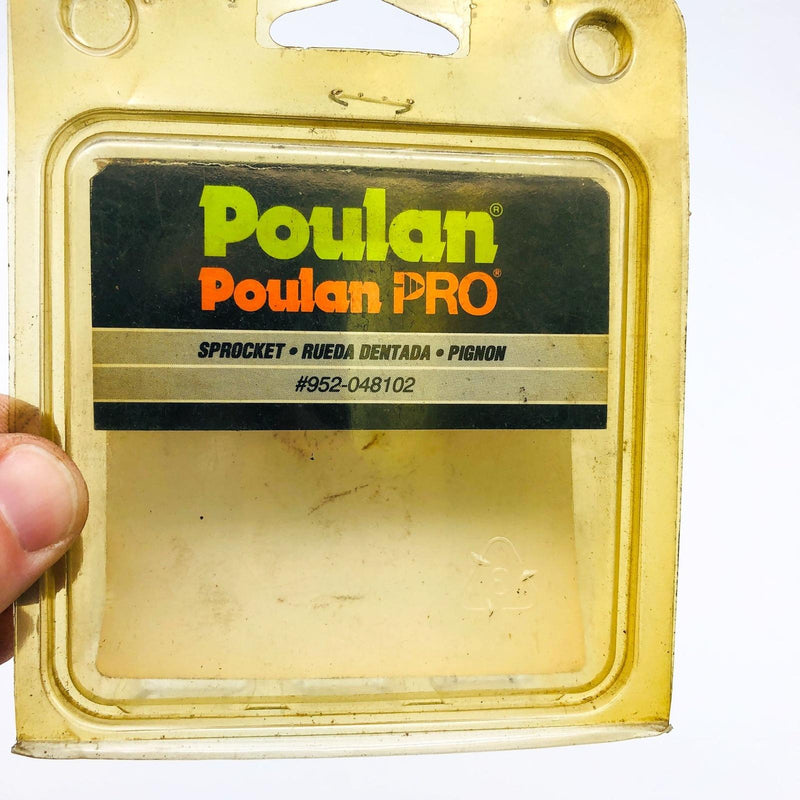 Poulan®
Poulan PRO®
SPROCKET • RUEDA DENTADA • PIGNON
#952-048102